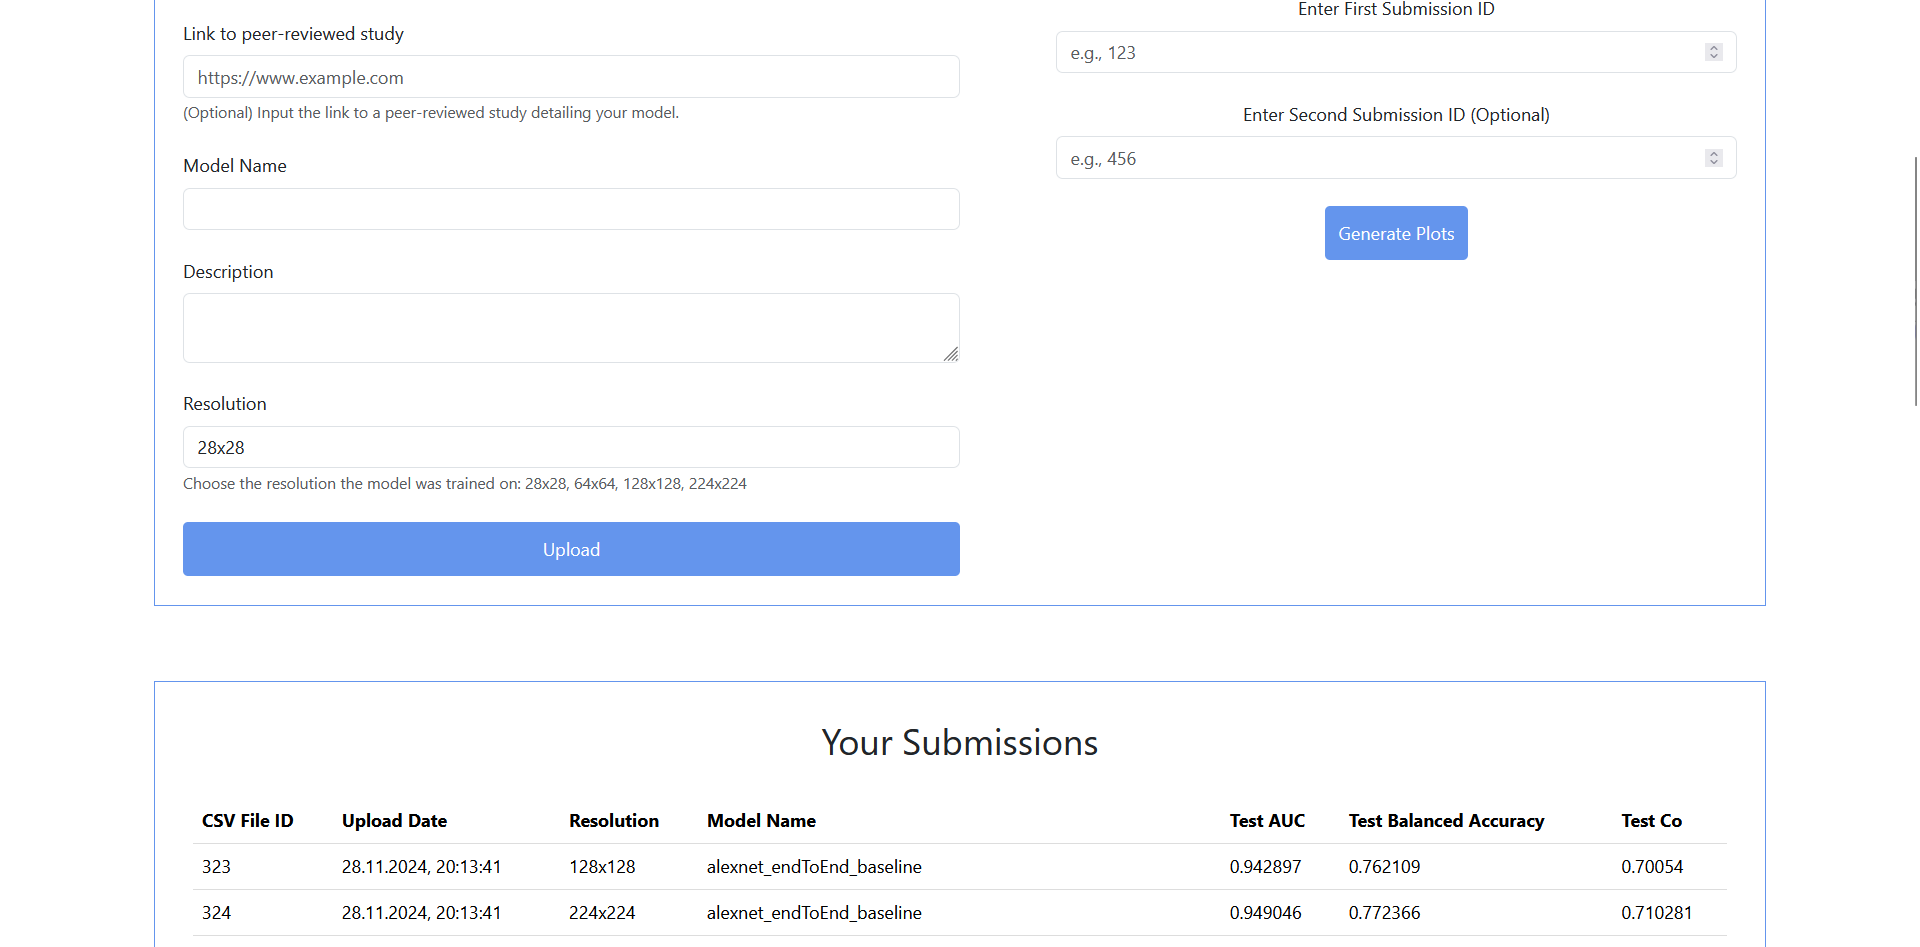 Link to peer-reviewed study
https://www.example.com
(Optional) Input the link to a peer-reviewed study detailing your model.
Model Name
Description
Resolution
28x28
Choose the resolution the model was trained on: 28x28, 64x64, 128x128, 224x224
Upload
Enter First Submission ID
e.g., 123
Enter Second Submission ID (Optional)
e.g., 456
Generate Plots
Your Submissions
CSV File ID Upload Date Resolution Model Name Test AUC Test Balanced Accuracy Test Co
323 28.11.2024, 20:13:41 128x128 alexnet_endToEnd_baseline 0.942897 0.762109 0.70054
324 28.11.2024, 20:13:41 224x224 alexnet_endToEnd_baseline 0.949046 0.772366 0.710281